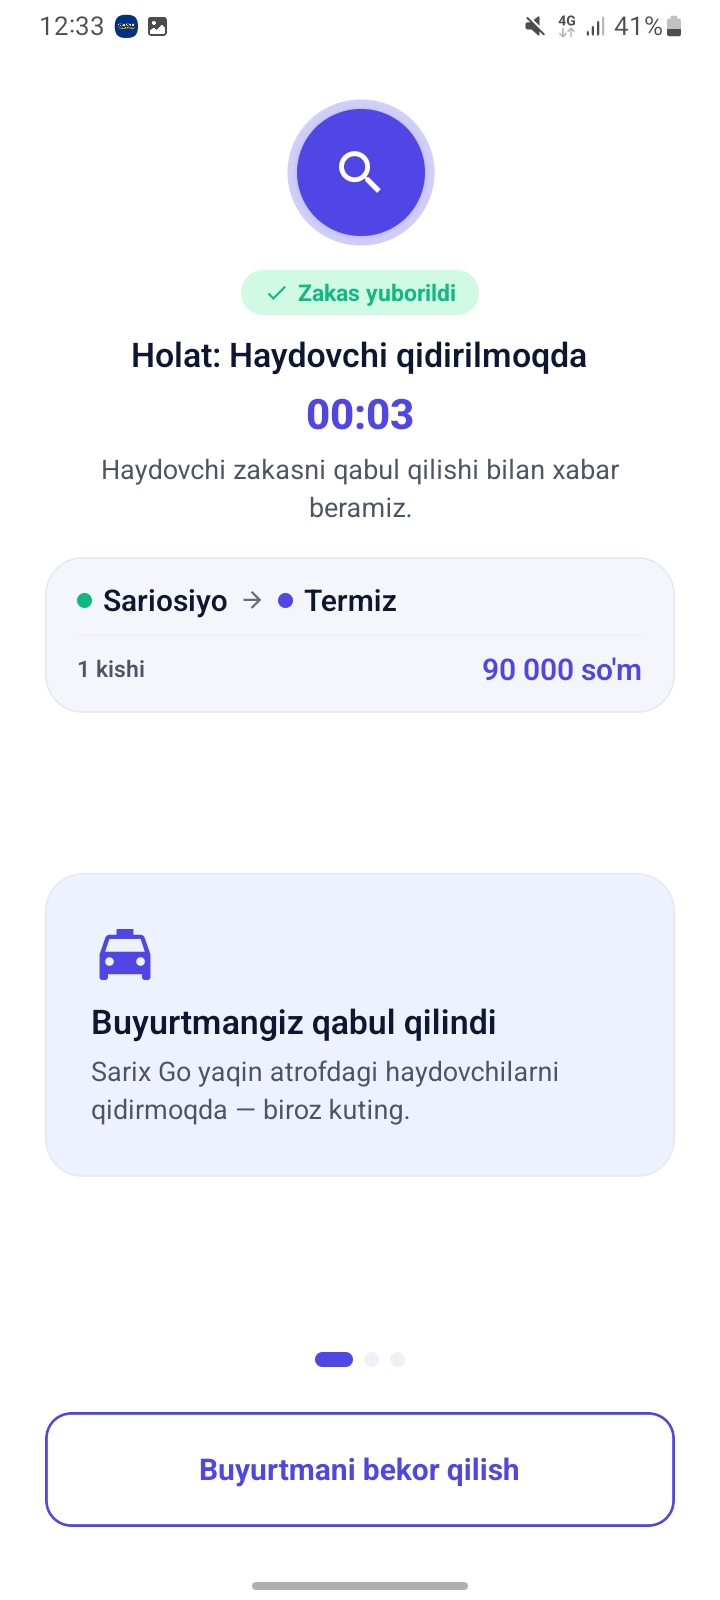 12:33
4G
41%
Zakas yuborildi
Holat: Haydovchi qidirilmoqda
00:03
Haydovchi zakasni qabul qilishi bilan xabar
beramiz.
Sariosiyo → Termiz
1 kishi
90 000 so'm
Buyurtmangiz qabul qilindi
Sarix Go yaqin atrofdagi haydovchilarni
qidirmoqda — biroz kuting.
Buyurtmani bekor qilish